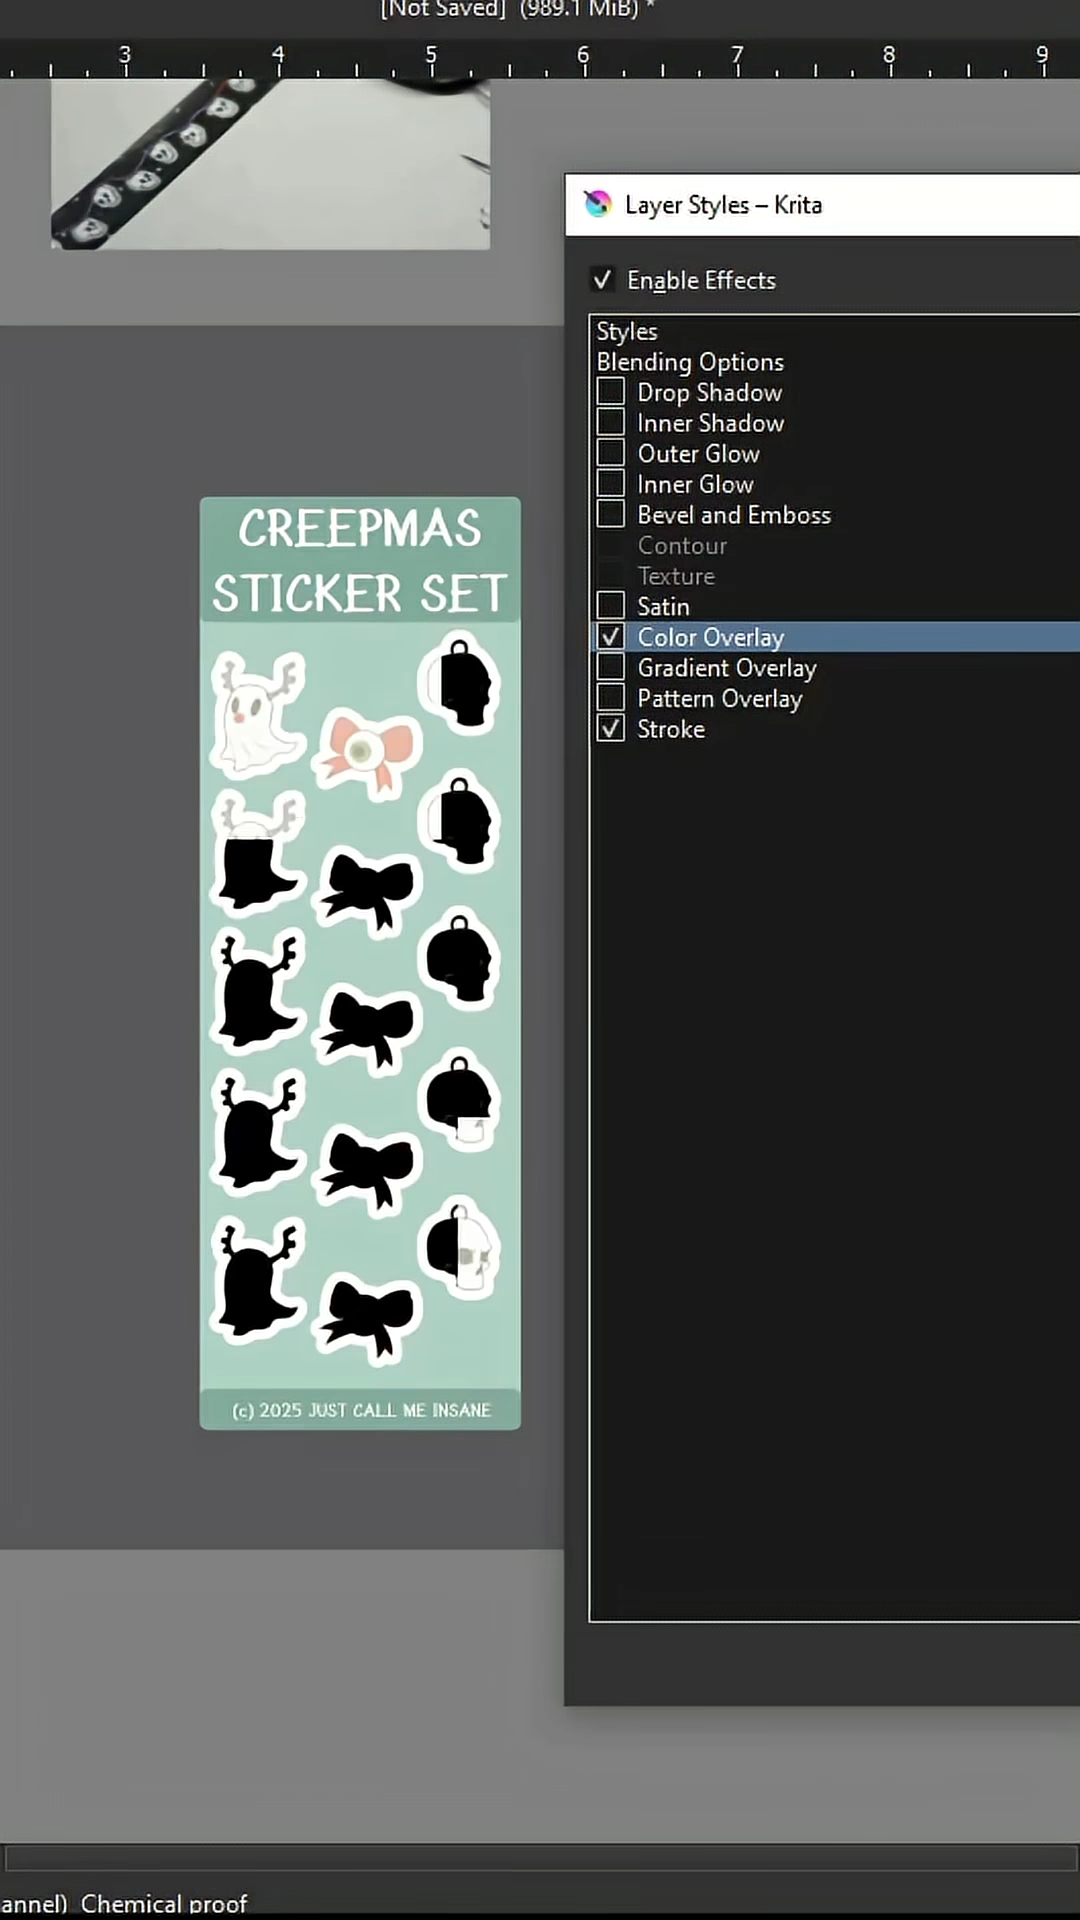 [Not Saved] (989.1 MiB) *
3 4 5 6 7 8 9
Layer Styles – Krita
Enable Effects
Styles
Blending Options
Drop Shadow
Inner Shadow
Outer Glow
Inner Glow
Bevel and Emboss
Contour
Texture
Satin
Color Overlay
Gradient Overlay
Pattern Overlay
Stroke
CREEPMAS
STICKER SET
(c) 2025 JUST CALL ME INSANE
annel) Chemical proof